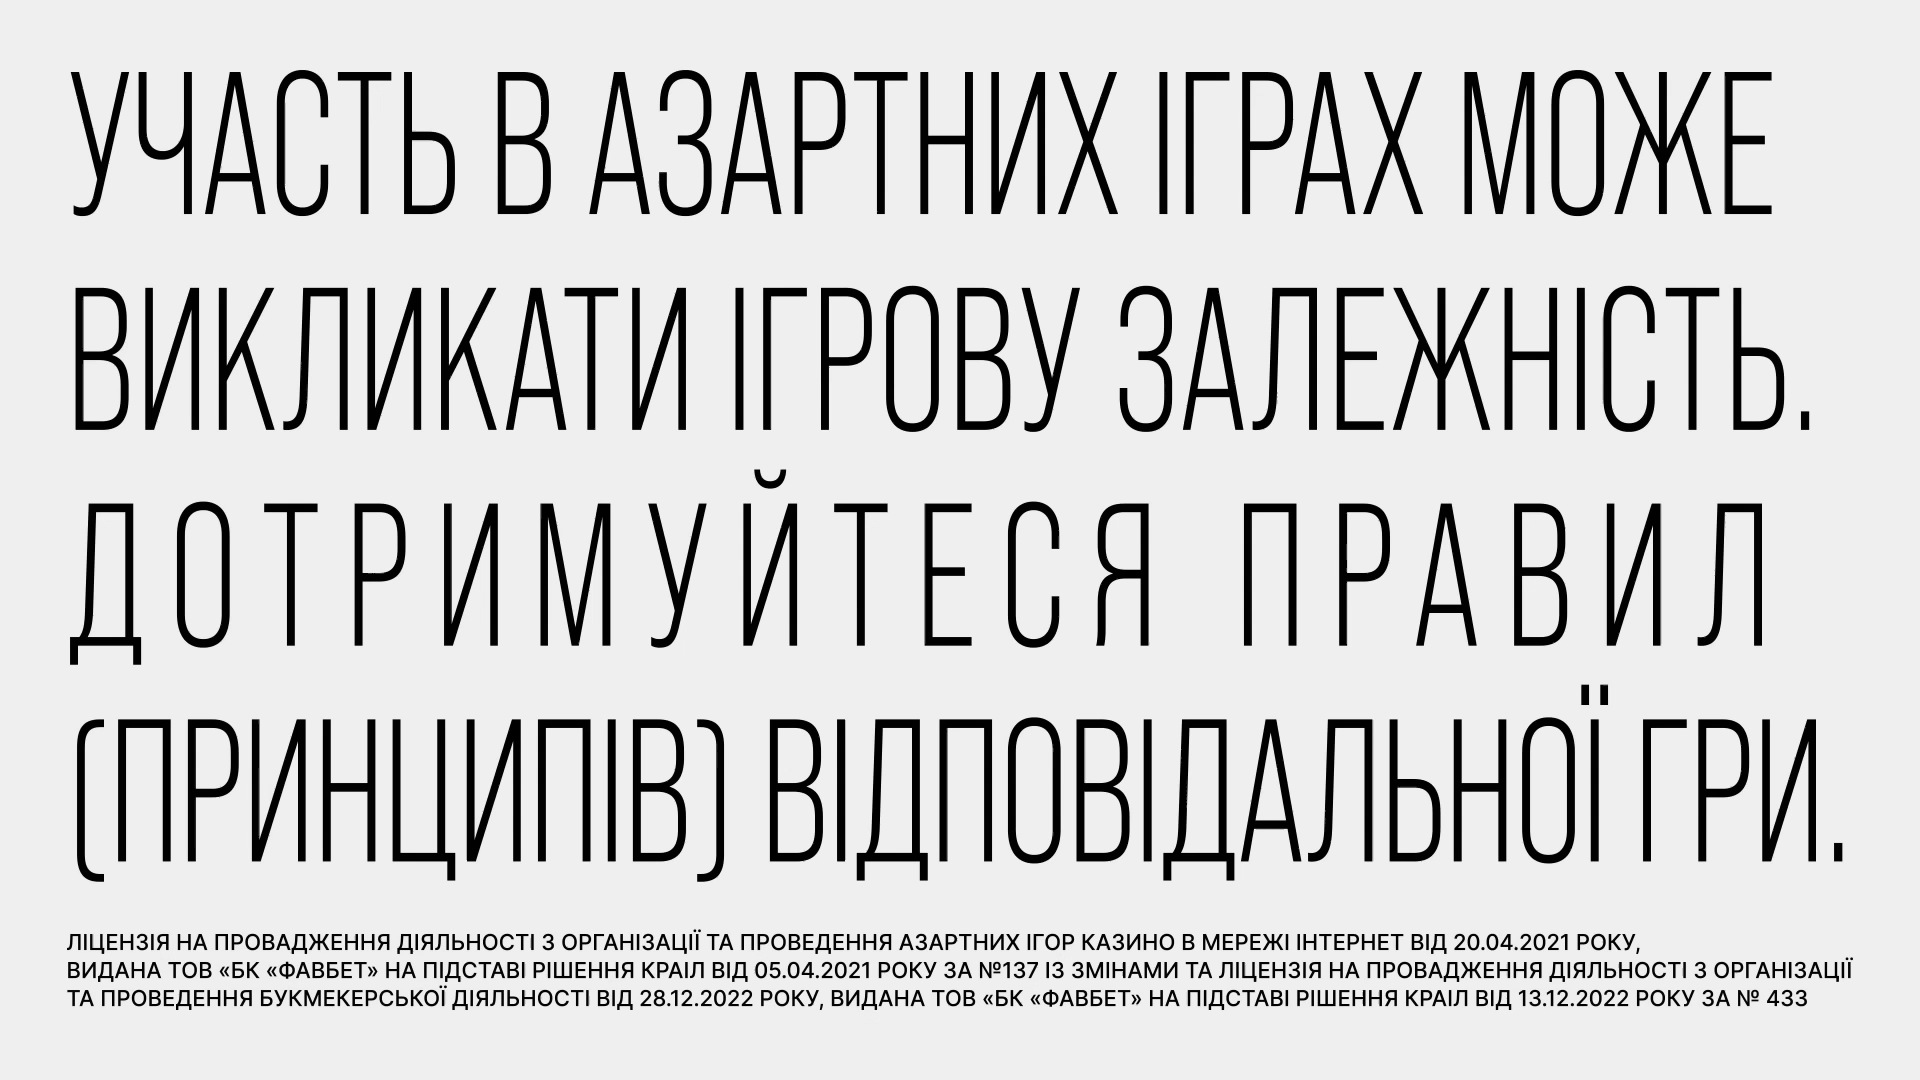 УЧАСТЬ В АЗАРТНИХ ІГРАХ МОЖЕ
ВИКЛИКАТИ ІГРОВУ ЗАЛЕЖНІСТЬ.
ДОТРИМУЙТЕСЯ ПРАВИЛ
(ПРИНЦИПІВ) ВІДПОВІДАЛЬНОЇ ГРИ.
ЛІЦЕНЗІЯ НА ПРОВАДЖЕННЯ ДІЯЛЬНОСТІ З ОРГАНІЗАЦІЇ ТА ПРОВЕДЕННЯ АЗАРТНИХ ІГОР КАЗИНО В МЕРЕЖІ ІНТЕРНЕТ ВІД 20.04.2021 РОКУ,
ВИДАНА ТОВ «БК «ФАВБЕТ» НА ПІДСТАВІ РІШЕННЯ КРАІЛ ВІД 05.04.2021 РОКУ ЗА №137 ІЗ ЗМІНАМИ ТА ЛІЦЕНЗІЯ НА ПРОВАДЖЕННЯ ДІЯЛЬНОСТІ З ОРГАНІЗАЦІЇ
ТА ПРОВЕДЕННЯ БУКМЕКЕРСЬКОЇ ДІЯЛЬНОСТІ ВІД 28.12.2022 РОКУ, ВИДАНА ТОВ «БК «ФАВБЕТ» НА ПІДСТАВІ РІШЕННЯ КРАІЛ ВІД 13.12.2022 РОКУ ЗА № 433